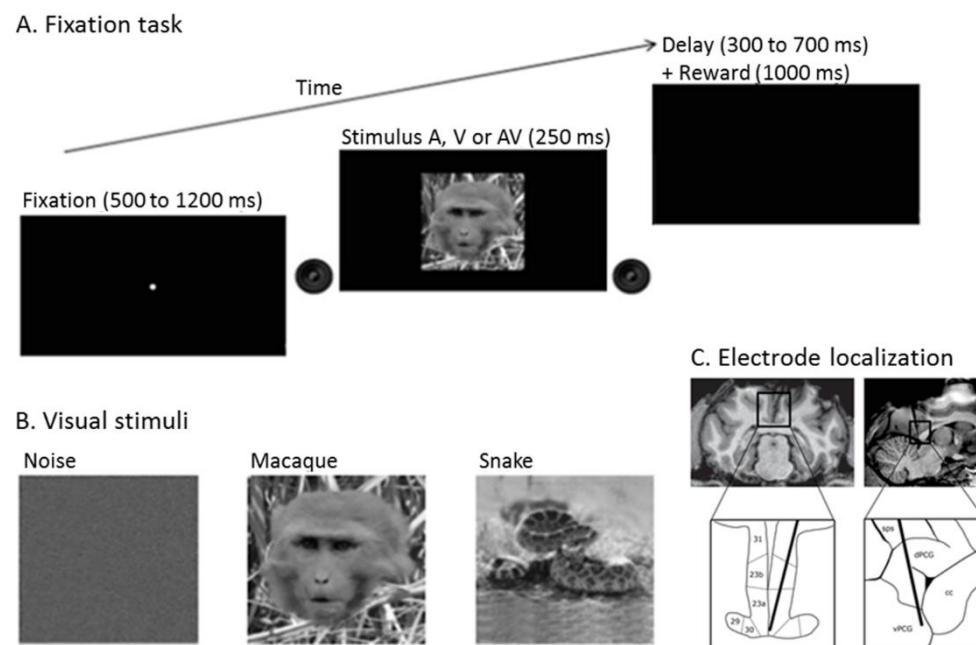 A. Fixation task
Delay (300 to 700 ms)
+ Reward (1000 ms)
Time
Stimulus A, V or AV (250 ms)
Fixation (500 to 1200 ms)
C. Electrode localization
B. Visual stimuli
Noise
Macaque
Snake
31
23b
23a
29
30
sps
dPCG
cc
vPCG